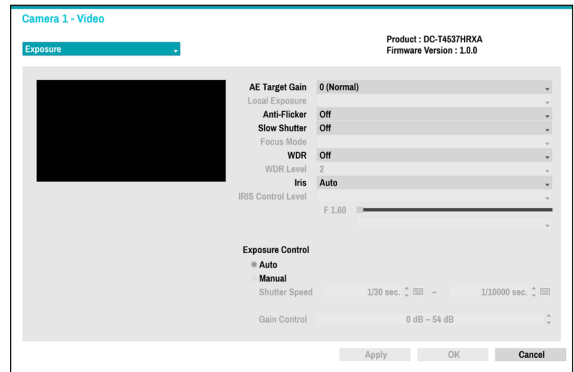 Camera 1 - Video
Exposure
Product : DC-T4537HRXA
Firmware Version : 1.0.0
AE Target Gain 0 (Normal)
Local Exposure
Anti-Flicker Off
Slow Shutter Off
Focus Mode
WDR Off
WDR Level 2
Iris Auto
IRIS Control Level
F 1.60
Exposure Control
Auto
Manual
Shutter Speed 1/30 sec. ~ 1/10000 sec.
Gain Control 0 dB ~ 54 dB
Apply OK Cancel